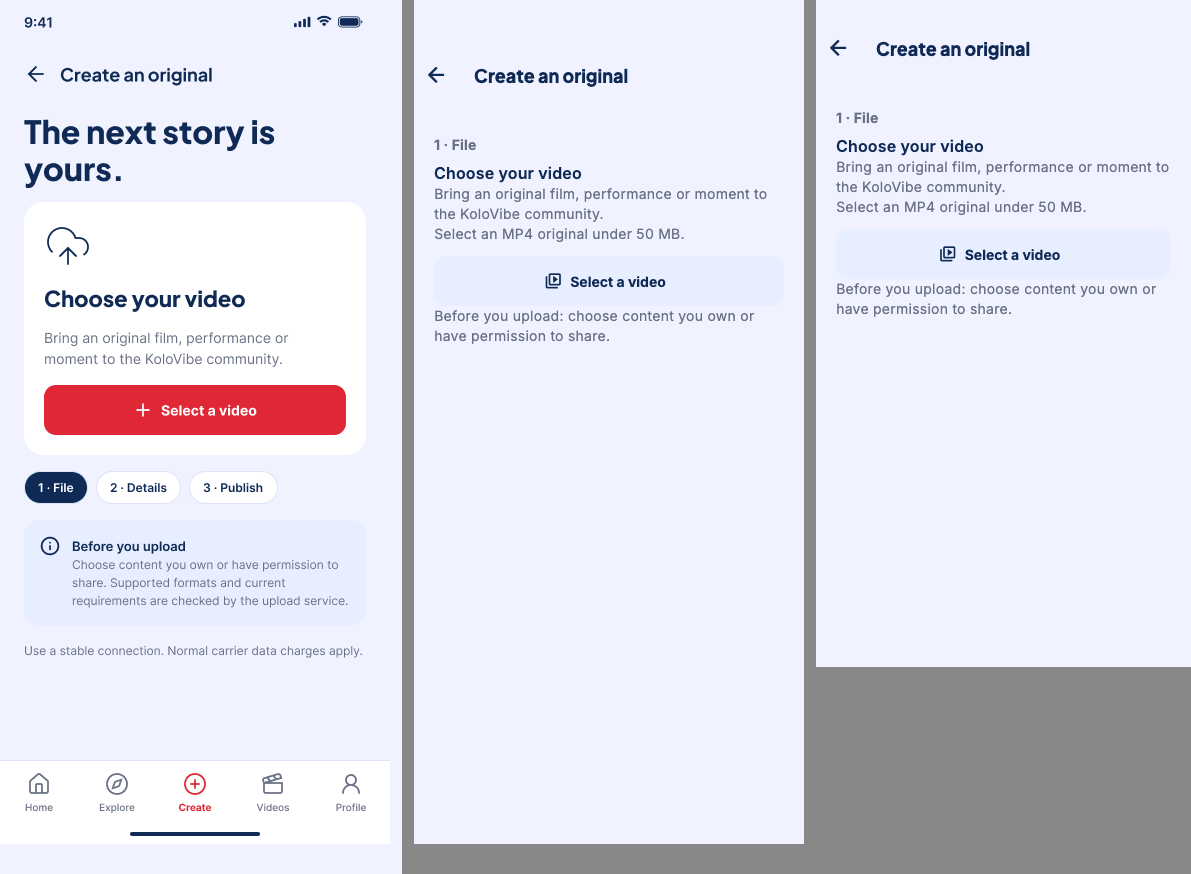 9:41
Create an original
The next story is
yours.
Choose your video
Bring an original film, performance or
moment to the KoloVibe community.
Select a video
1 · File
2 · Details
3 · Publish
Before you upload
Choose content you own or have permission to
share. Supported formats and current
requirements are checked by the upload service.
Use a stable connection. Normal carrier data charges apply.
Home
Explore
Create
Videos
Profile
Create an original
1 · File
Choose your video
Bring an original film, performance or moment to
the KoloVibe community.
Select an MP4 original under 50 MB.
Select a video
Before you upload: choose content you own or
have permission to share.
Create an original
1 · File
Choose your video
Bring an original film, performance or moment to
the KoloVibe community.
Select an MP4 original under 50 MB.
Select a video
Before you upload: choose content you own or
have permission to share.